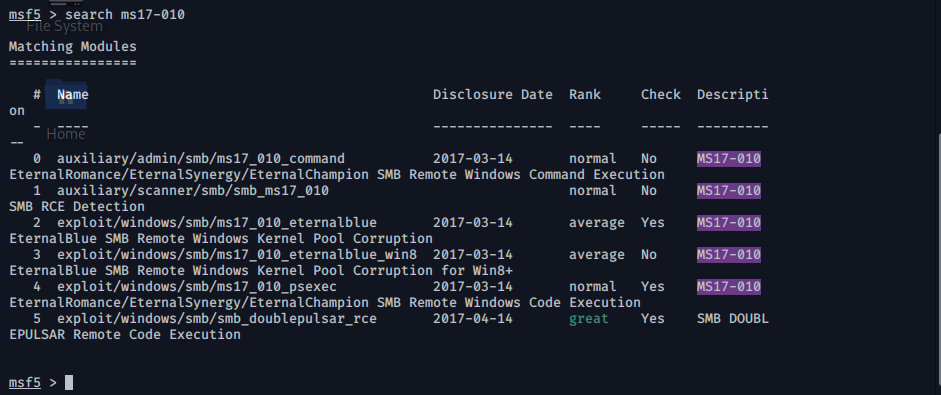 msf5 > search ms17-010
File System
Matching Modules
================
# Name Disclosure Date Rank Check Descripti
on
- ---- --------------- ---- ----- ---------
--
Home
0 auxiliary/admin/smb/ms17_010_command 2017-03-14 normal No MS17-010
EternalRomance/EternalSynergy/EternalChampion SMB Remote Windows Command Execution
1 auxiliary/scanner/smb/smb_ms17_010 normal No MS17-010
SMB RCE Detection
2 exploit/windows/smb/ms17_010_eternalblue 2017-03-14 average Yes MS17-010
EternalBlue SMB Remote Windows Kernel Pool Corruption
3 exploit/windows/smb/ms17_010_eternalblue_win8 2017-03-14 average No MS17-010
EternalBlue SMB Remote Windows Kernel Pool Corruption for Win8+
4 exploit/windows/smb/ms17_010_psexec 2017-03-14 normal Yes MS17-010
EternalRomance/EternalSynergy/EternalChampion SMB Remote Windows Code Execution
5 exploit/windows/smb/smb_doublepulsar_rce 2017-04-14 great Yes SMB DOUBL
EPULSAR Remote Code Execution
msf5 >